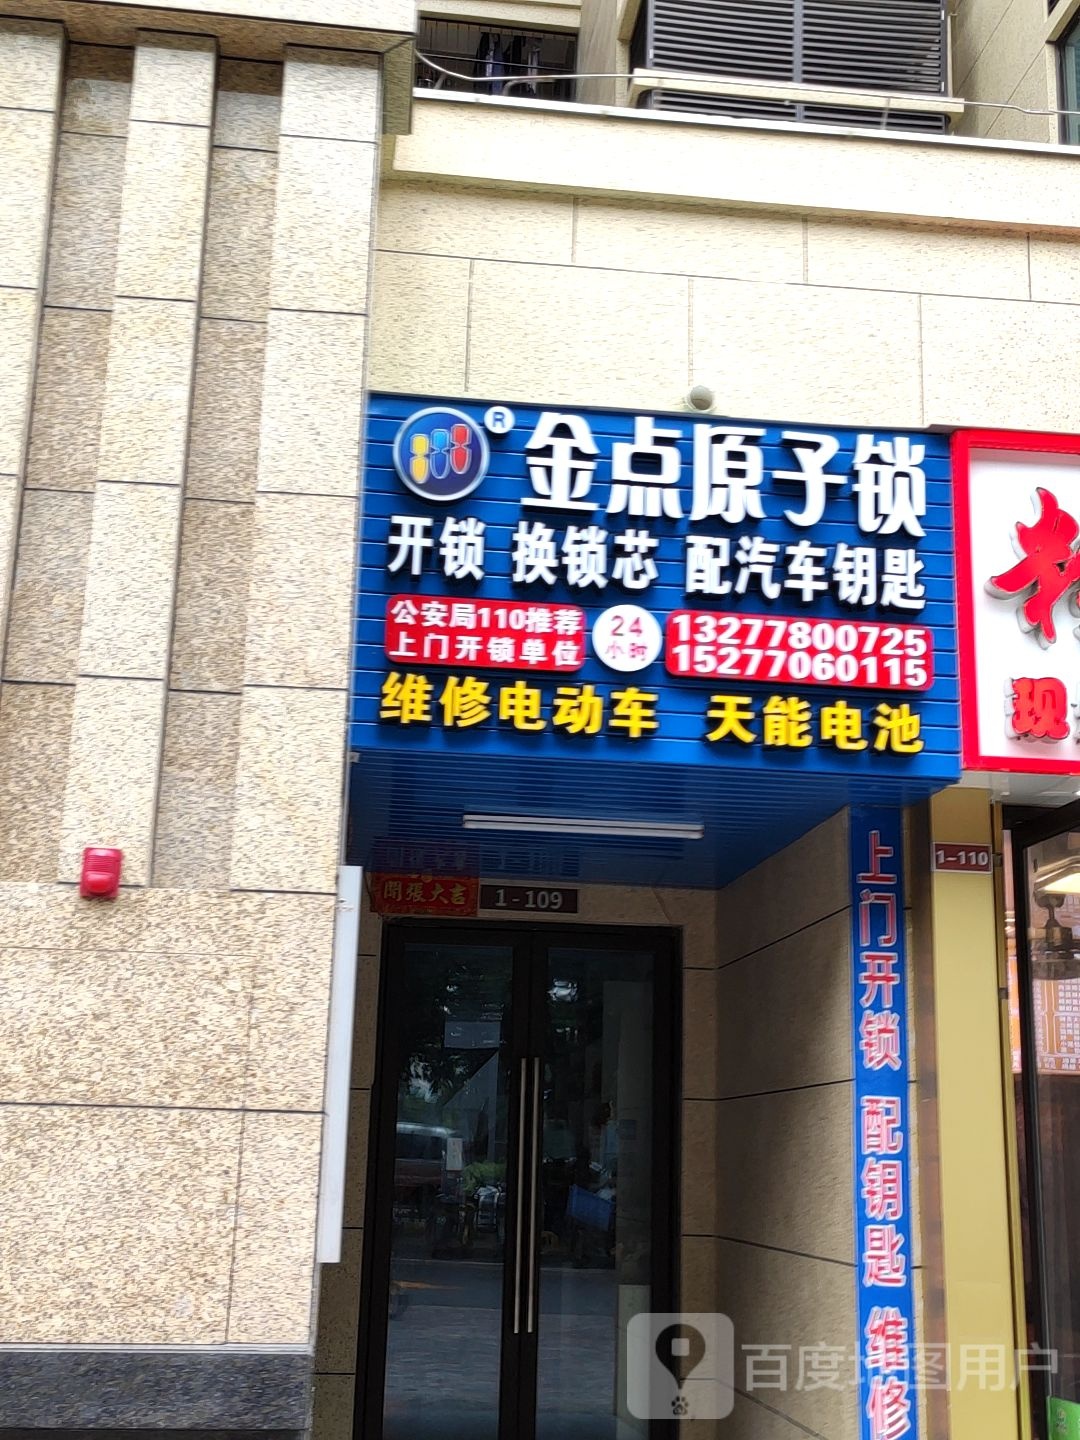 ®
金点原子锁
开锁 换锁芯 配汽车钥匙
公安局110推荐
上门开锁单位
24
小时
13277800725
15277060115
维修电动车 天能电池
開張大吉
1-109
1-110
上门开锁 配钥匙 维修
现
百度地图用户